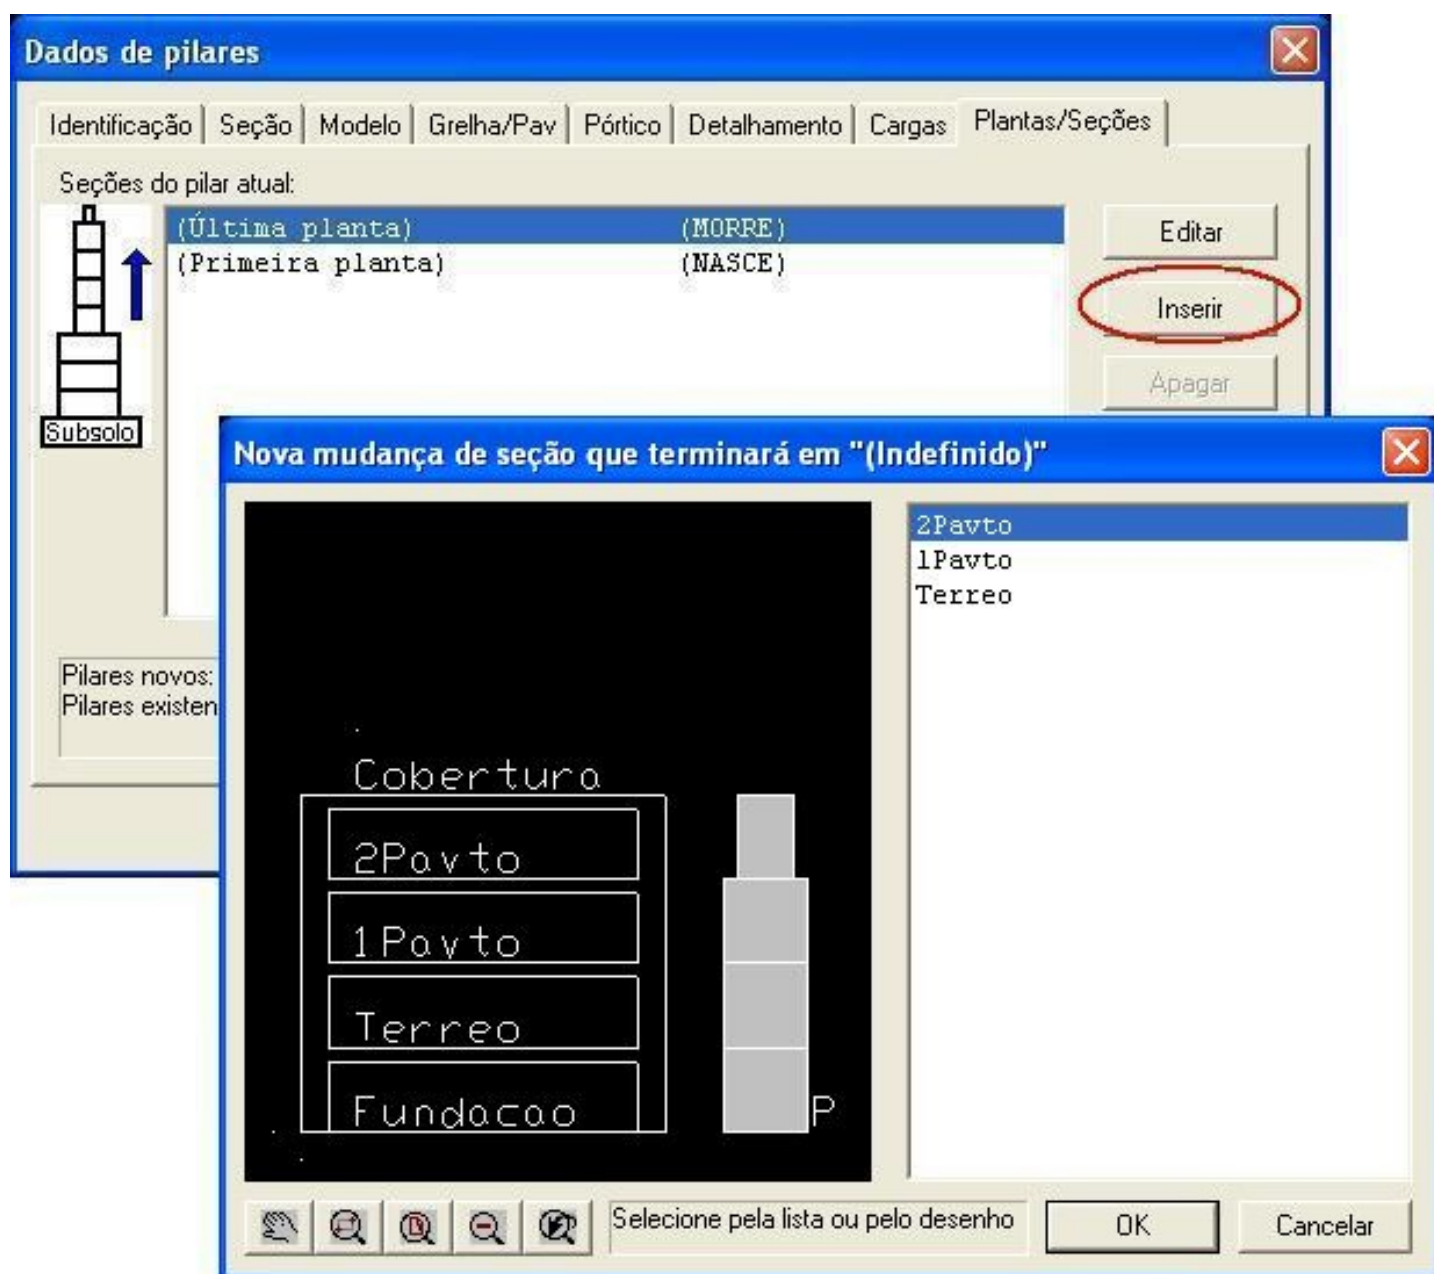 Dados de pilares
Identificação Seção Modelo Grelha/Pav Pórtico Detalhamento Cargas Plantas/Seções
Seções do pilar atual:
(Última planta) (MORRE)
(Primeira planta) (NASCE)
Editar
Inserir
Apagar
Subsolo
Pilares novos:
Pilares existen
Nova mudança de seção que terminará em "(Indefinido)"
2Pavto
1Pavto
Terreo
Cobertura
2Pavto
1Pavto
Terreo
Fundacao P
Selecione pela lista ou pelo desenho
OK
Cancelar